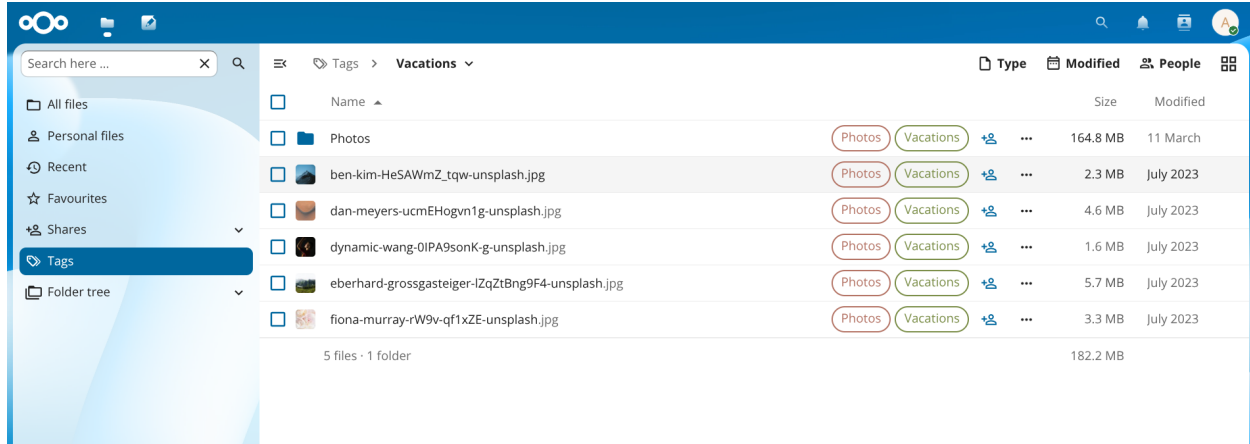 A
Search here ...
All files
Personal files
Recent
Favourites
Shares
Tags
Folder tree
Tags > Vacations
Type Modified People
Name Size Modified
Photos Photos Vacations 164.8 MB 11 March
ben-kim-HeSAWmZ_tqw-unsplash.jpg Photos Vacations 2.3 MB July 2023
dan-meyers-ucmEHogvn1g-unsplash.jpg Photos Vacations 4.6 MB July 2023
dynamic-wang-0IPA9sonK-g-unsplash.jpg Photos Vacations 1.6 MB July 2023
eberhard-grossgasteiger-lZqZtBng9F4-unsplash.jpg Photos Vacations 5.7 MB July 2023
fiona-murray-rW9v-qf1xZE-unsplash.jpg Photos Vacations 3.3 MB July 2023
5 files · 1 folder 182.2 MB